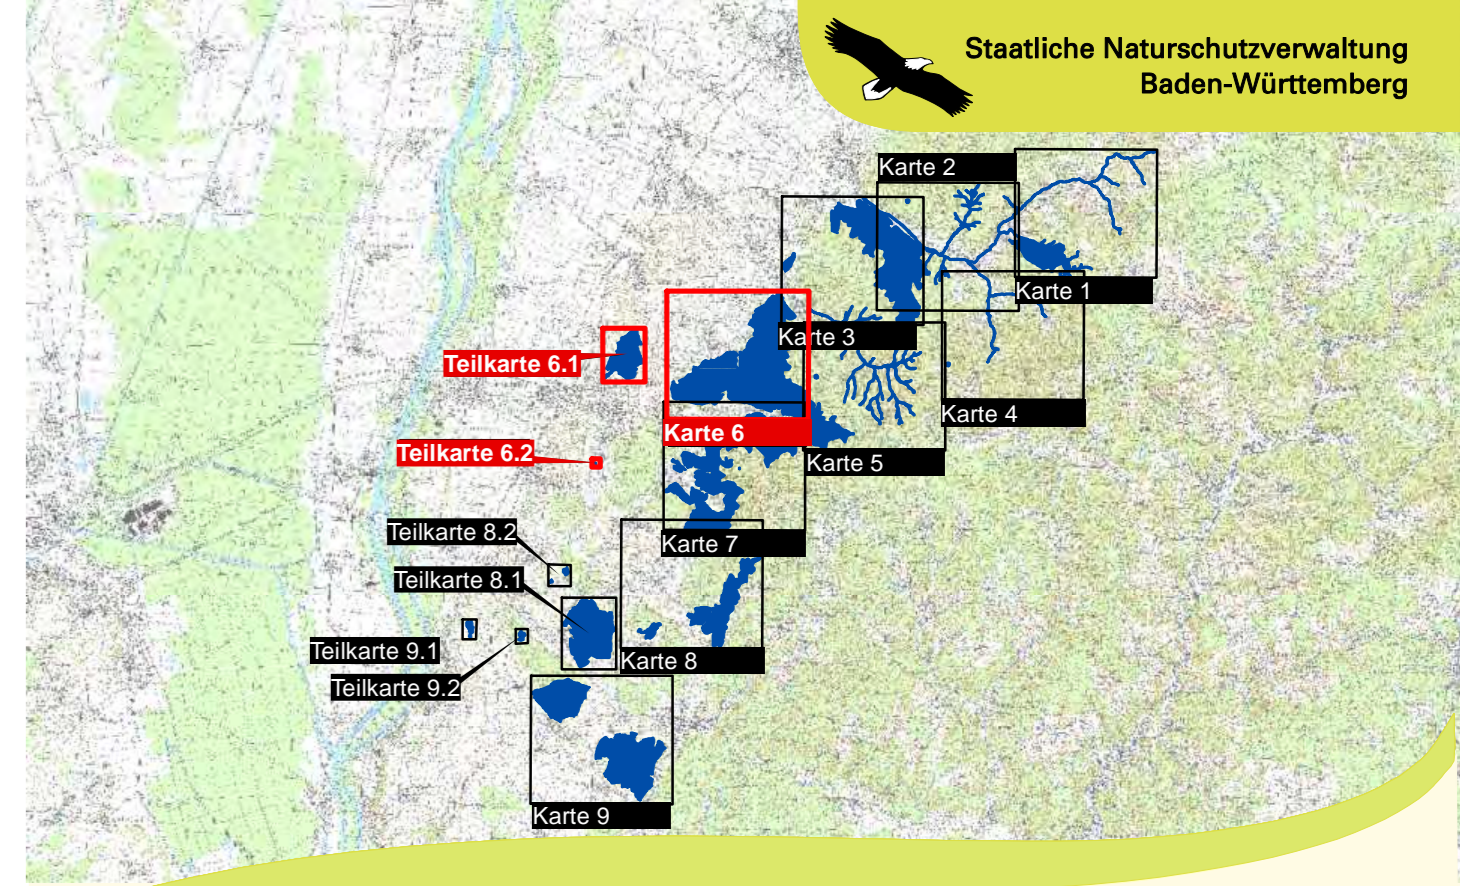 Staatliche Naturschutzverwaltung
Baden-Württemberg
Karte 2
Karte 1
Karte 3
Teilkarte 6.1
Karte 4
Karte 6
Teilkarte 6.2
Karte 5
Teilkarte 8.2
Karte 7
Teilkarte 8.1
Teilkarte 9.1
Karte 8
Teilkarte 9.2
Karte 9